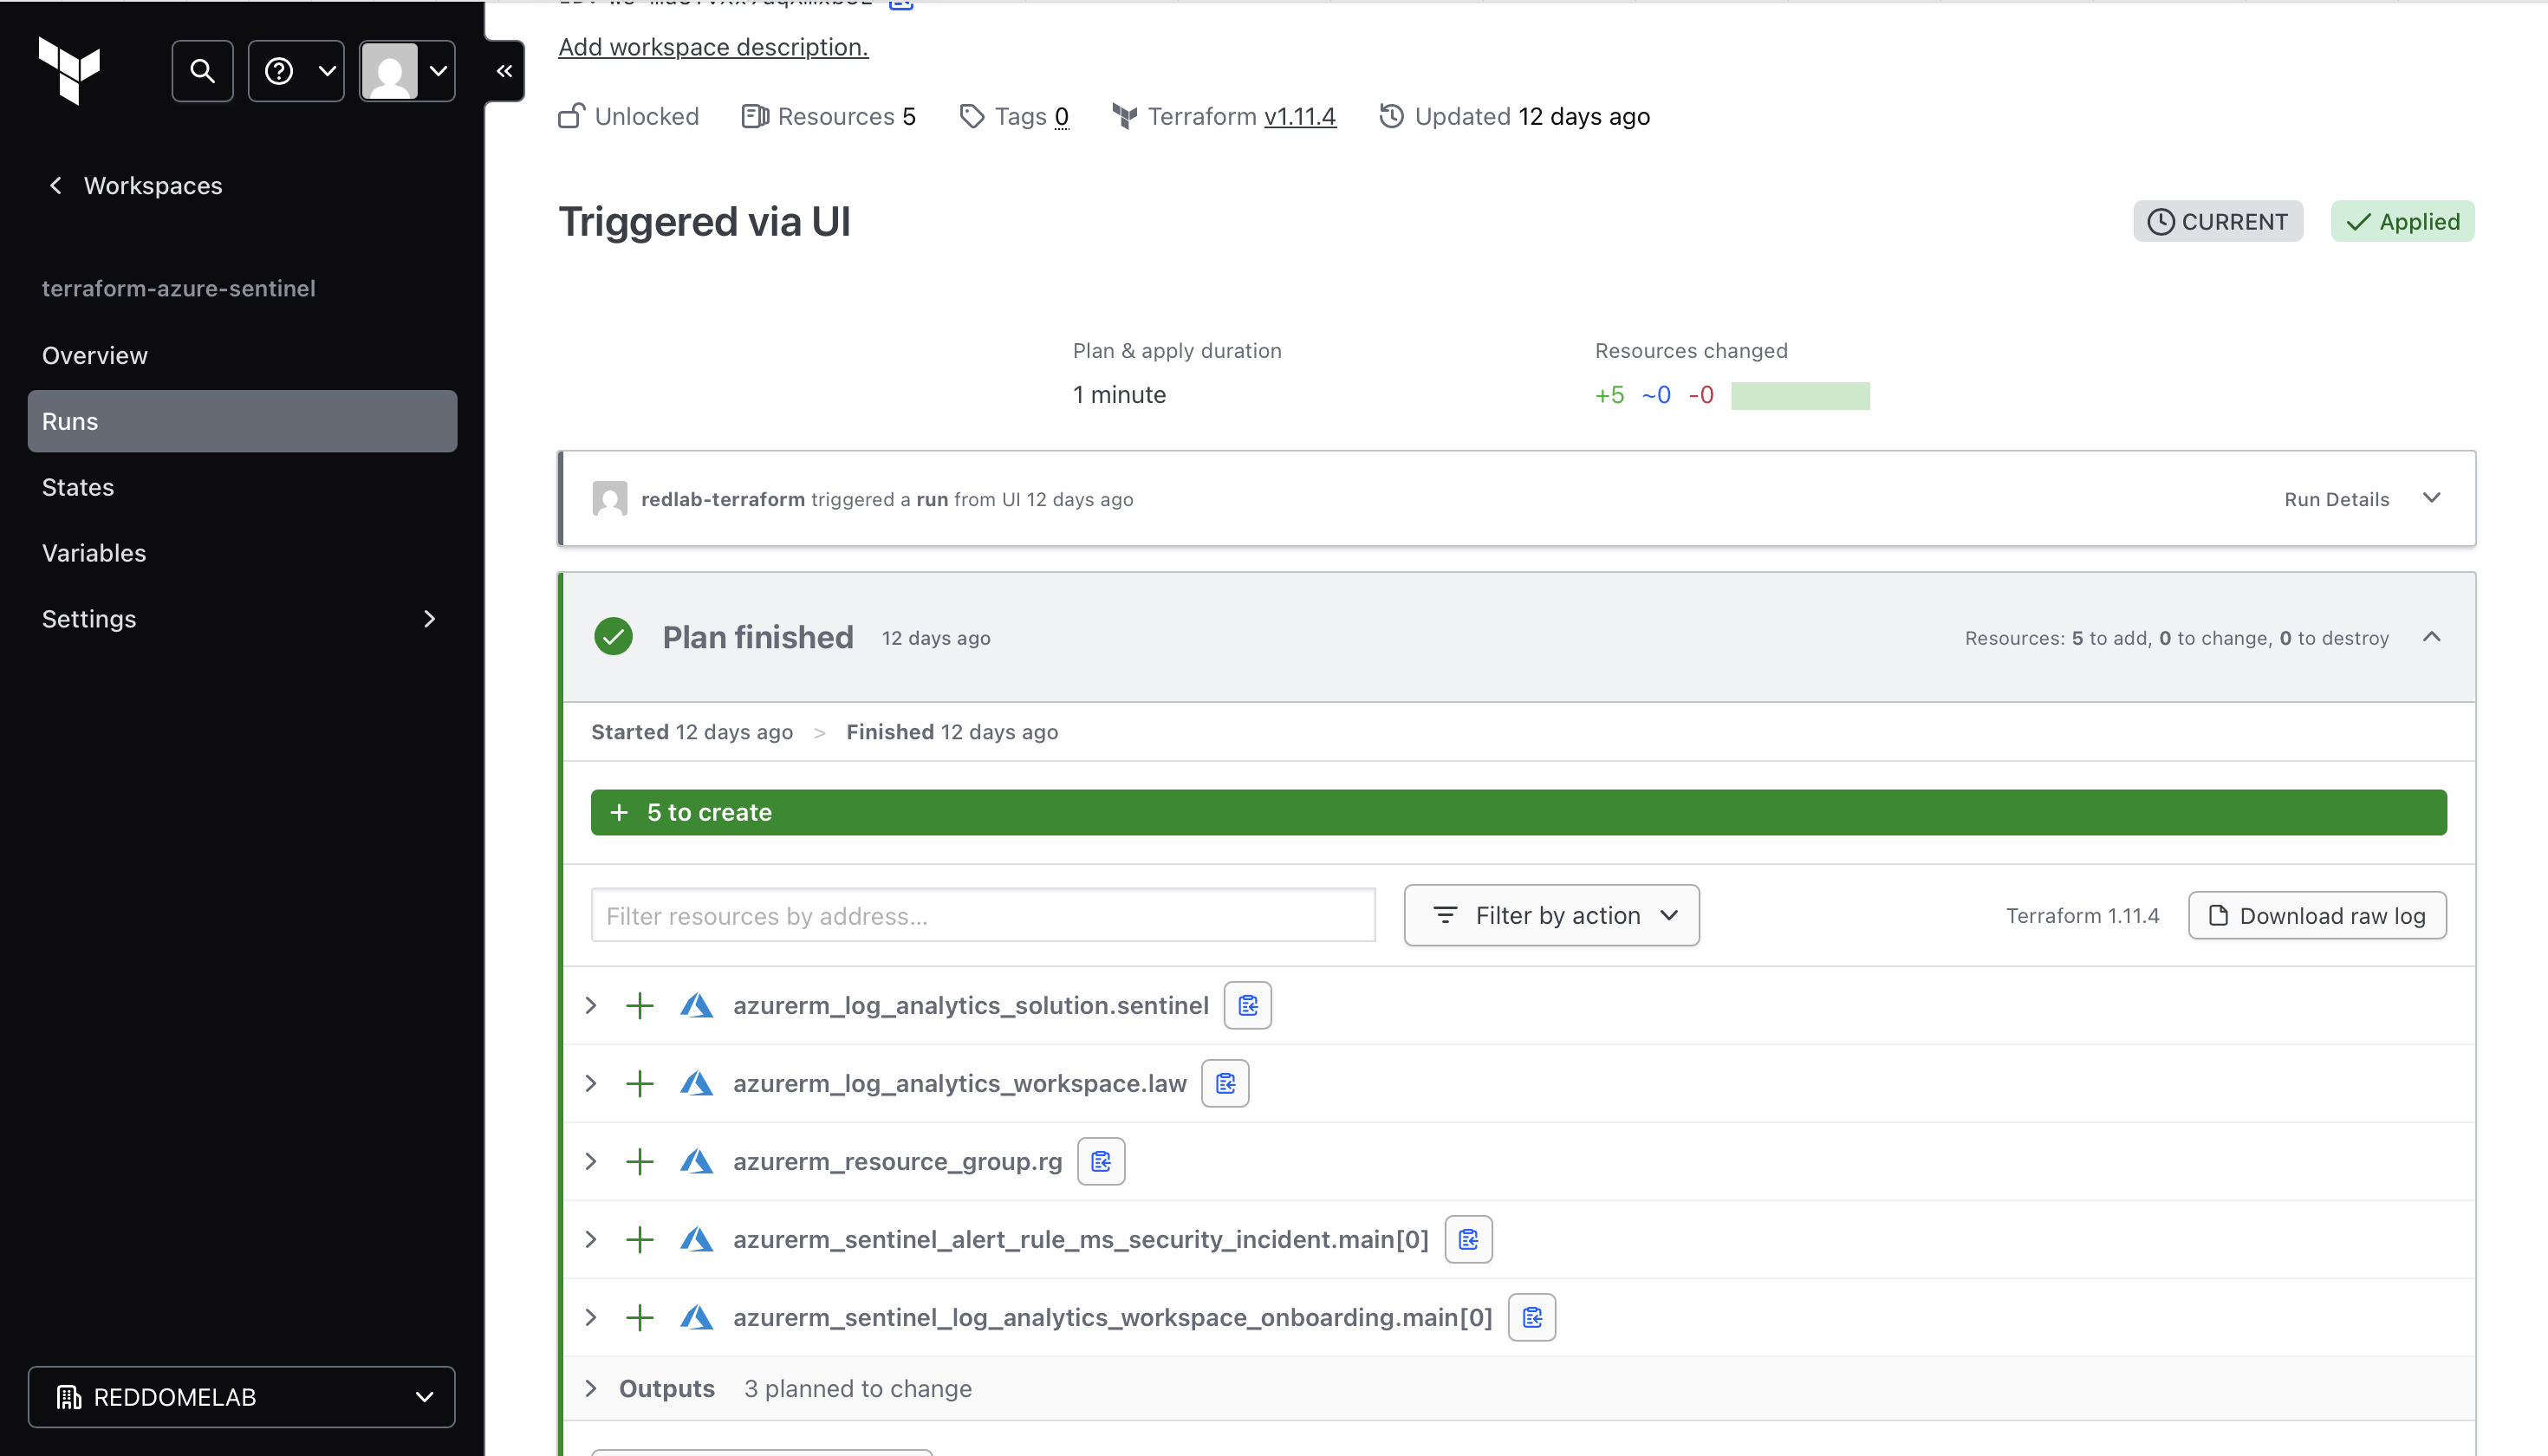 Add workspace description.
Unlocked Resources 5 Tags 0 Terraform v1.11.4 Updated 12 days ago
Workspaces
terraform-azure-sentinel
Overview
Runs
States
Variables
Settings
REDDOMELAB
Triggered via UI
CURRENT Applied
Plan & apply duration
1 minute
Resources changed
+5 ~0 -0
redlab-terraform triggered a run from UI 12 days ago Run Details
Plan finished 12 days ago Resources: 5 to add, 0 to change, 0 to destroy
Started 12 days ago > Finished 12 days ago
+ 5 to create
Filter resources by address... Filter by action Terraform 1.11.4 Download raw log
azurerm_log_analytics_solution.sentinel
azurerm_log_analytics_workspace.law
azurerm_resource_group.rg
azurerm_sentinel_alert_rule_ms_security_incident.main[0]
azurerm_sentinel_log_analytics_workspace_onboarding.main[0]
Outputs 3 planned to change